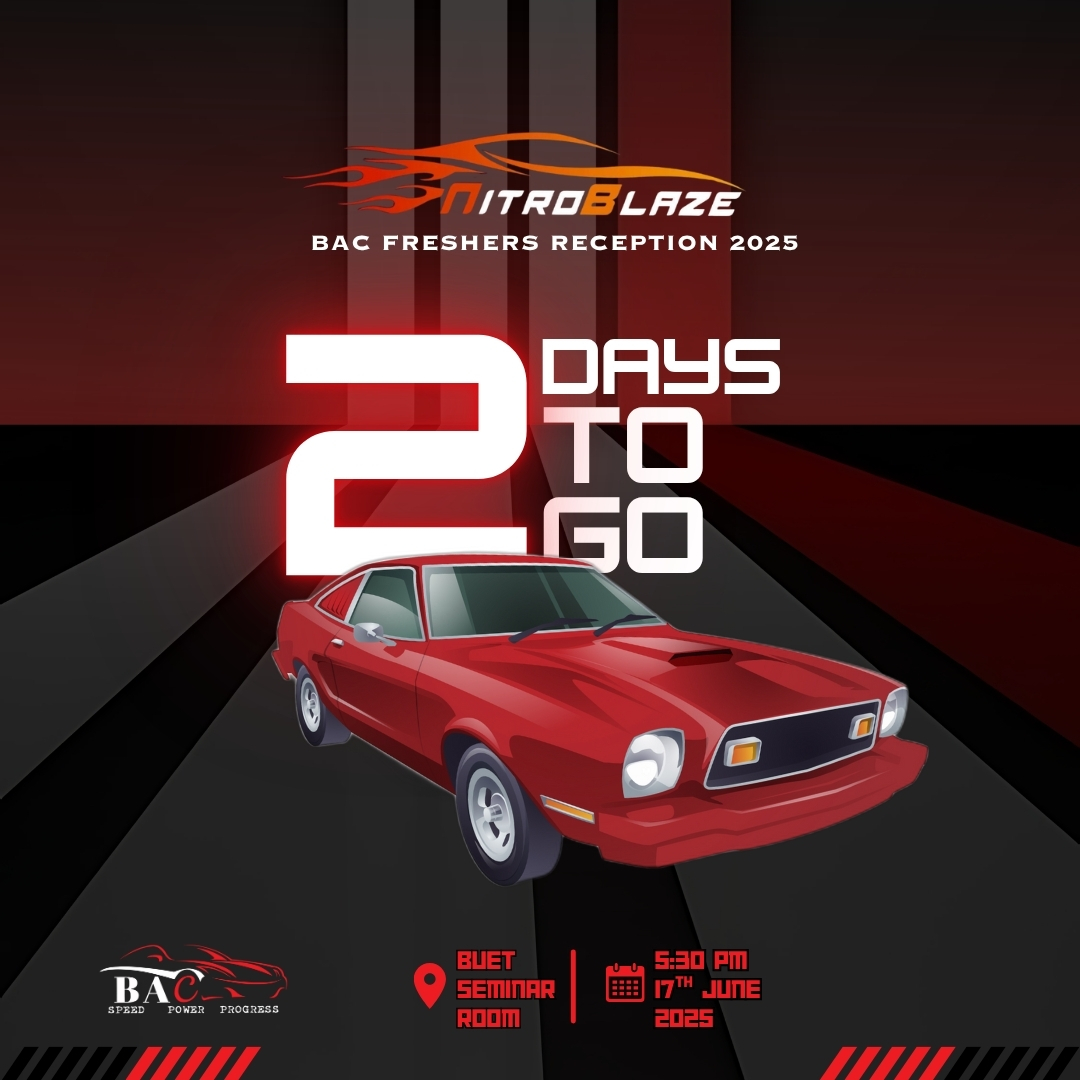 NITROBLAZE
BAC FRESHERS RECEPTION 2025
2
DAYS
TO
GO
BAC
SPEED POWER PROGRESS
BUET
SEMINAR
ROOM
5:30 PM
17TH JUNE
2025